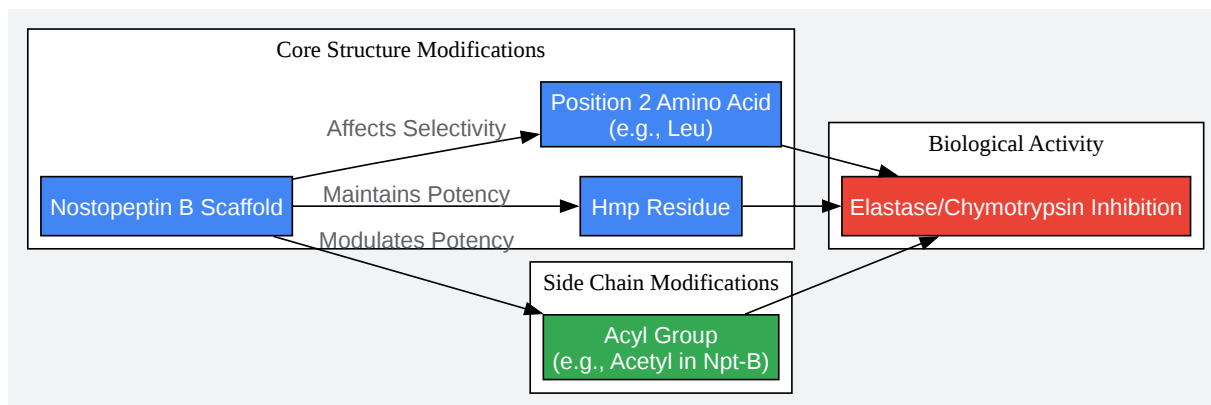 Core Structure Modifications
Position 2 Amino Acid
(e.g., Leu)
Affects Selectivity
Nostopeptin B Scaffold
Maintains Potency
Hmp Residue
Modulates Potency
Side Chain Modifications
Acyl Group
(e.g., Acetyl in Npt-B)
Biological Activity
Elastase/Chymotrypsin Inhibition